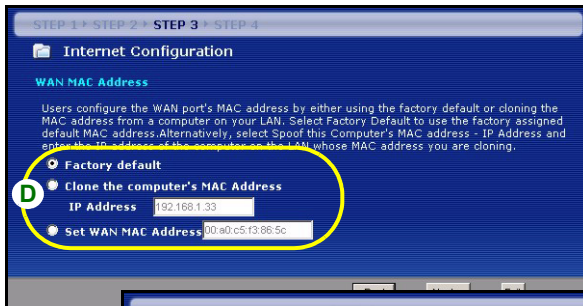 STEP 1 STEP 2 STEP 3 STEP 4
Internet Configuration
WAN MAC Address
Users configure the WAN port's MAC address by either using the factory default or cloning the
MAC address from a computer on your LAN. Select Factory Default to use the factory assigned
default MAC address.Alternatively, select Spoof this Computer's MAC address - IP Address and
enter the IP address of the computer on the LAN whose MAC address you are cloning.
Factory default
D
Clone the computer's MAC Address
IP Address 192.168.1.33
Set WAN MAC Address 00:a0:c5:f3:86:5c